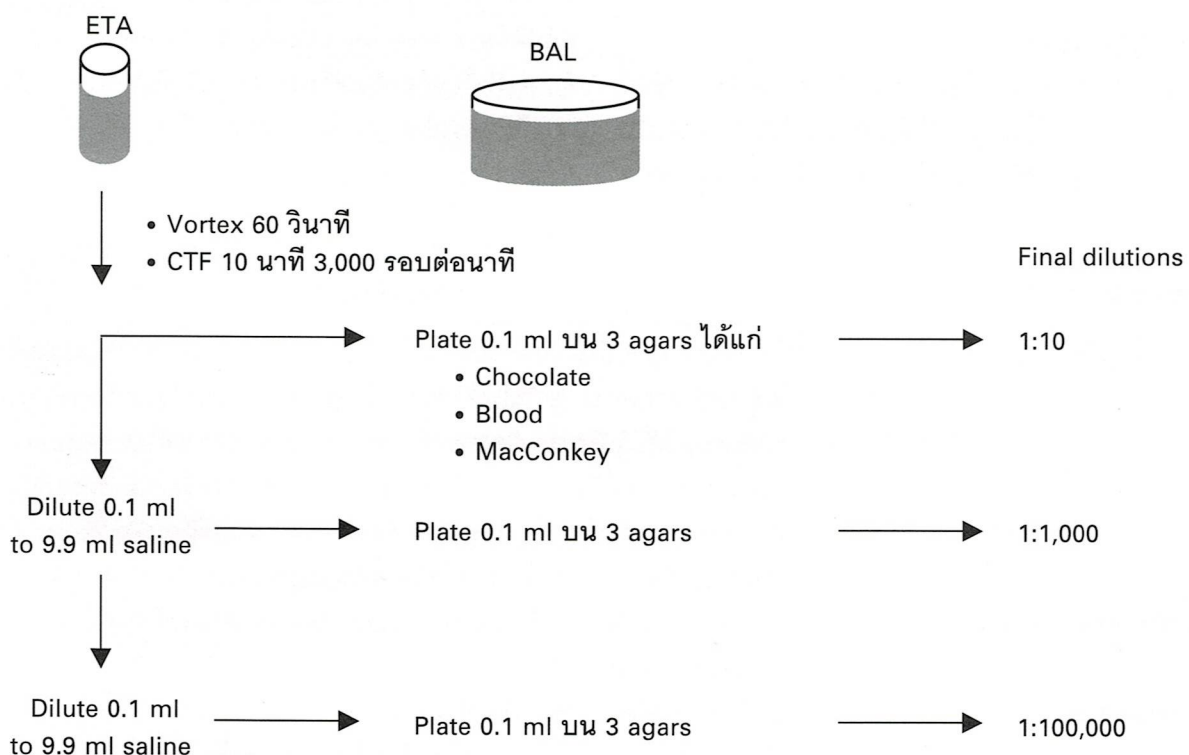 ETA
BAL
• Vortex 60 วินาที
• CTF 10 นาที 3,000 รอบต่อนาที
Final dilutions
Plate 0.1 ml บน 3 agars ได้แก่
1:10
• Chocolate
• Blood
• MacConkey
Dilute 0.1 ml
to 9.9 ml saline
Plate 0.1 ml บน 3 agars
1:1,000
Dilute 0.1 ml
to 9.9 ml saline
Plate 0.1 ml บน 3 agars
1:100,000